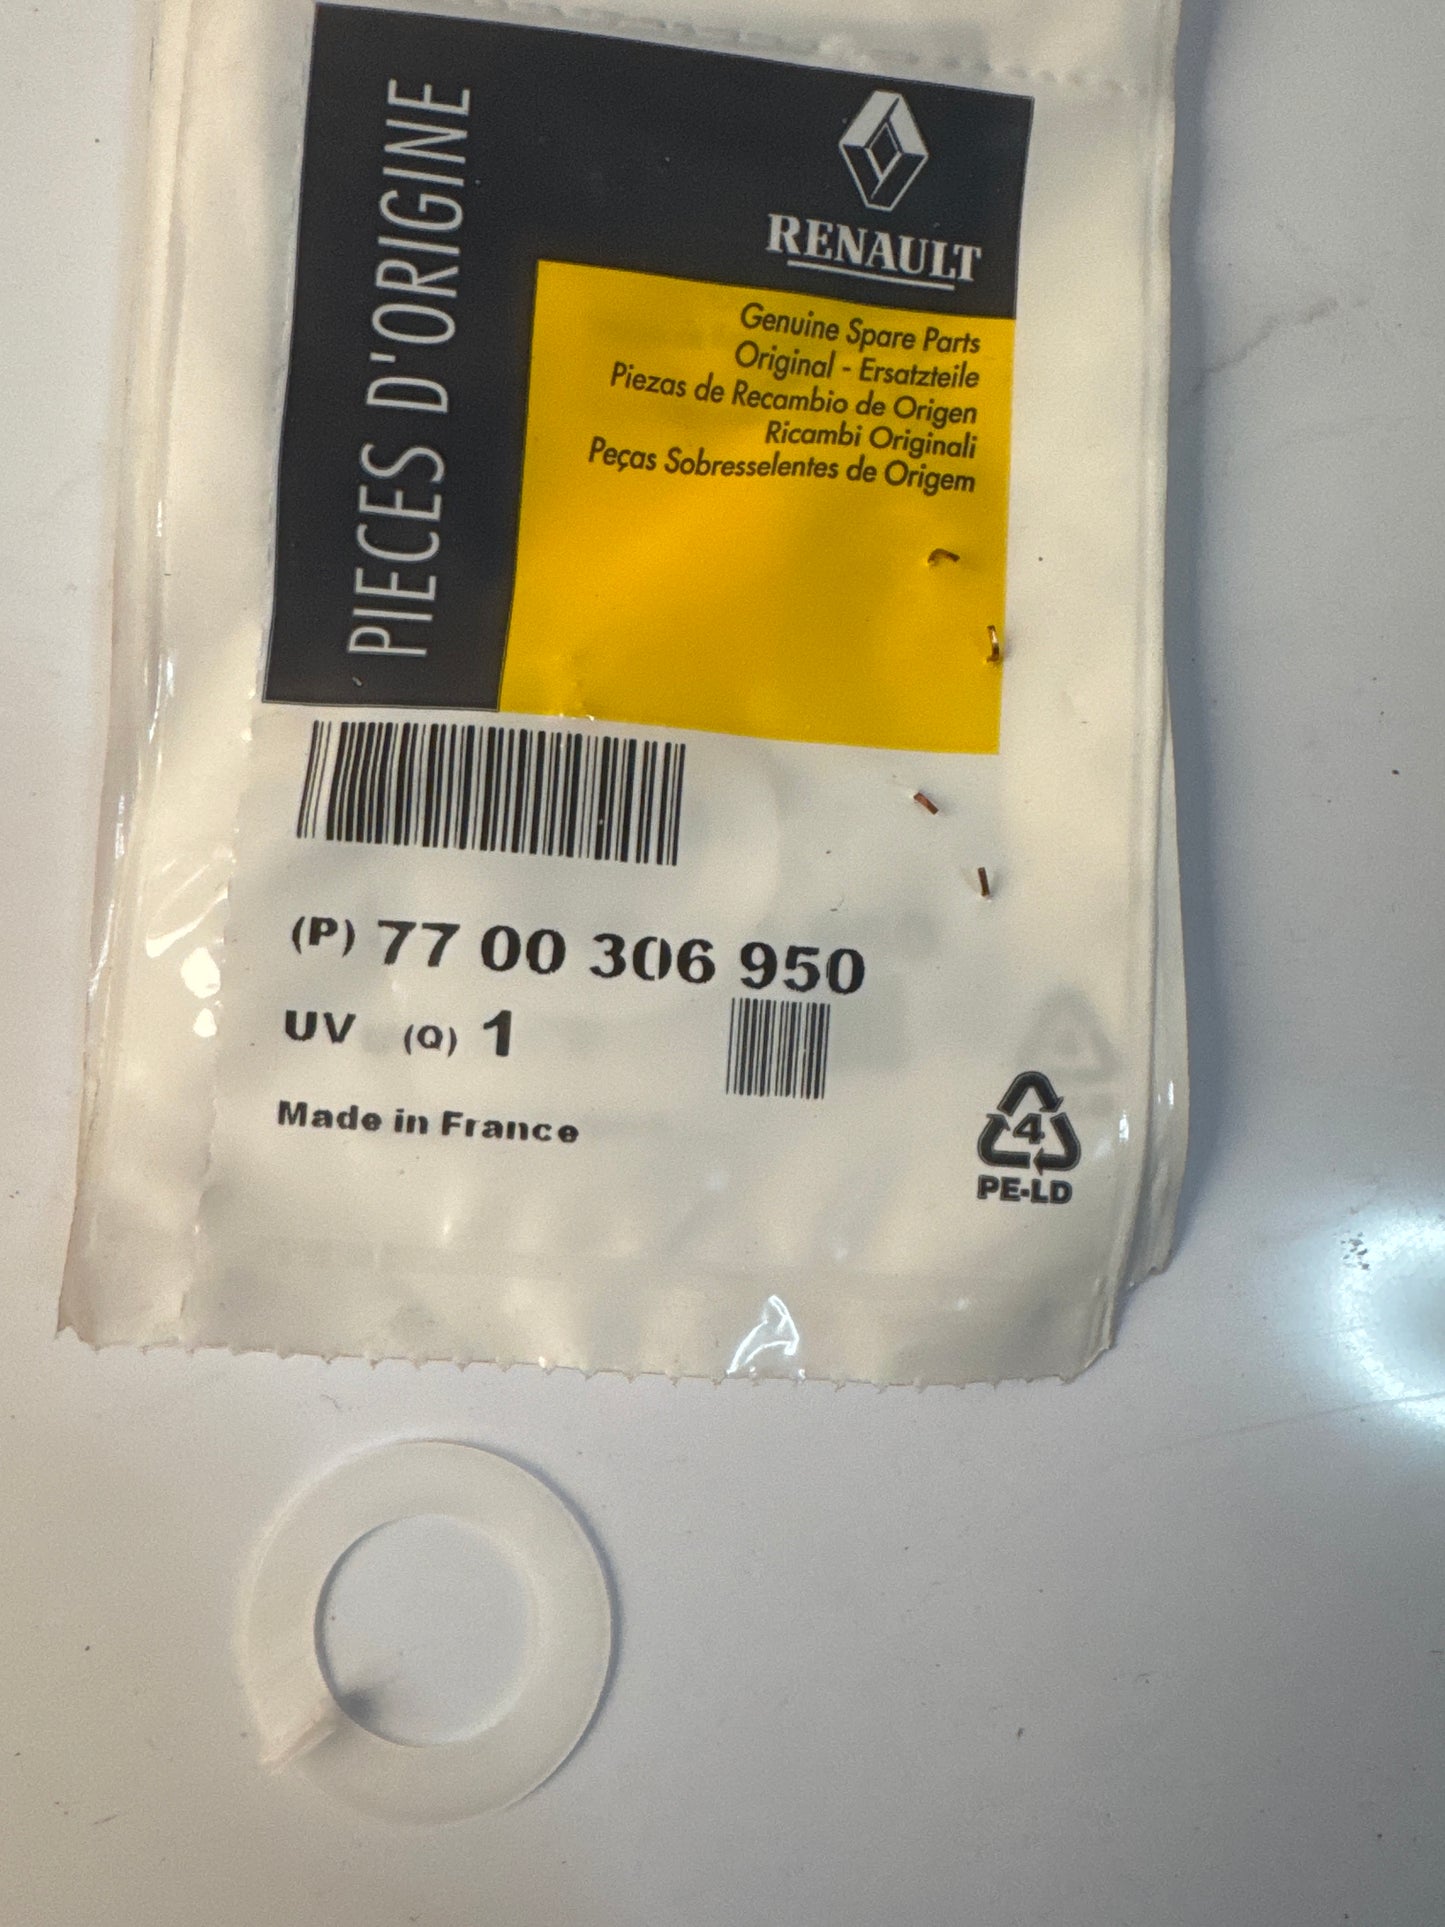 PIECES D'ORIGINE
RENAULT
Genuine Spare Parts
Original - Ersatzteile
Piezas de Recambio de Origen
Ricambi Originali
Peças Sobresselentes de Origem
(P) 77 00 306 950
UV (Q) 1
Made in France
4
PE-LD